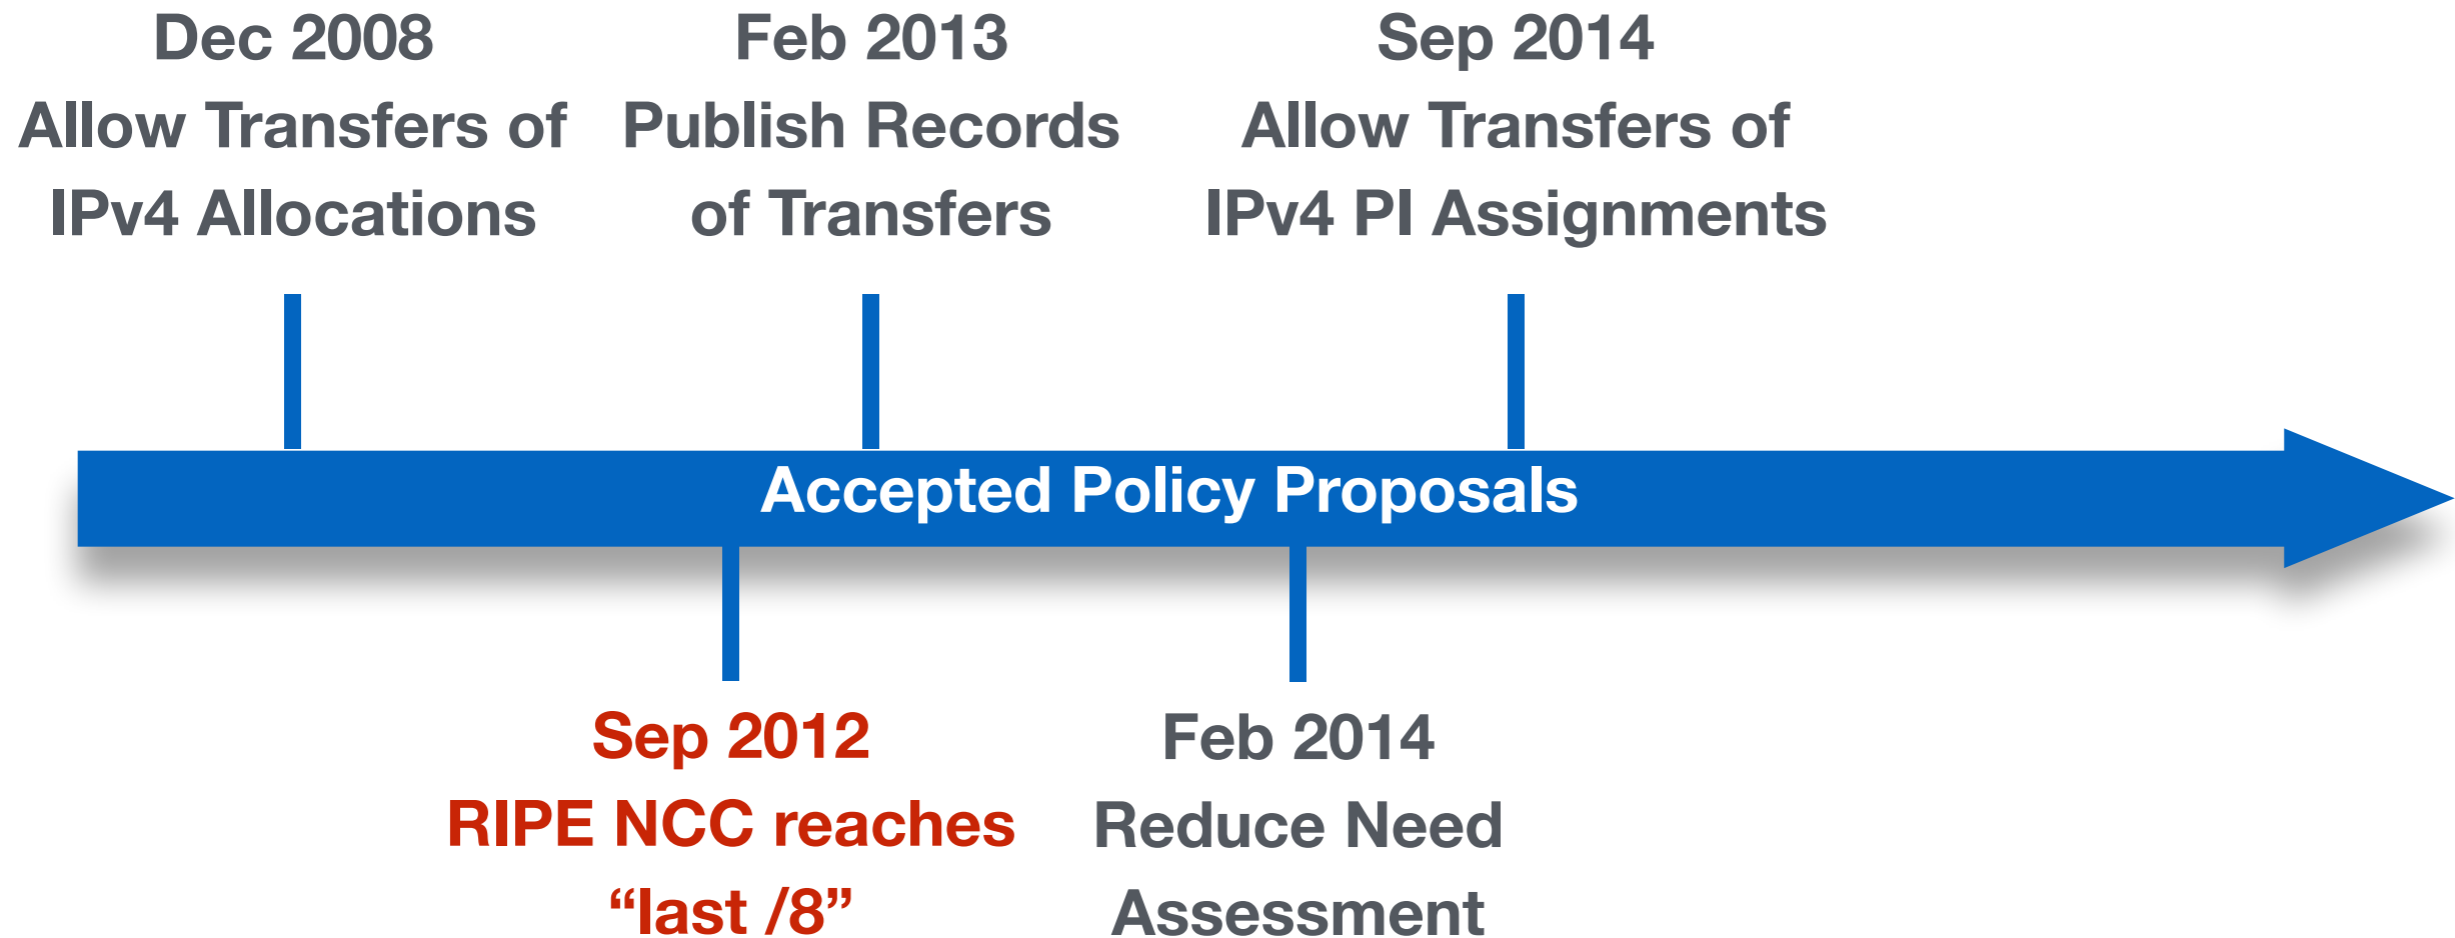 Dec 2008
Allow Transfers of
IPv4 Allocations
Feb 2013
Publish Records
of Transfers
Sep 2014
Allow Transfers of
IPv4 PI Assignments
Accepted Policy Proposals
Sep 2012
RIPE NCC reaches
“last /8”
Feb 2014
Reduce Need
Assessment